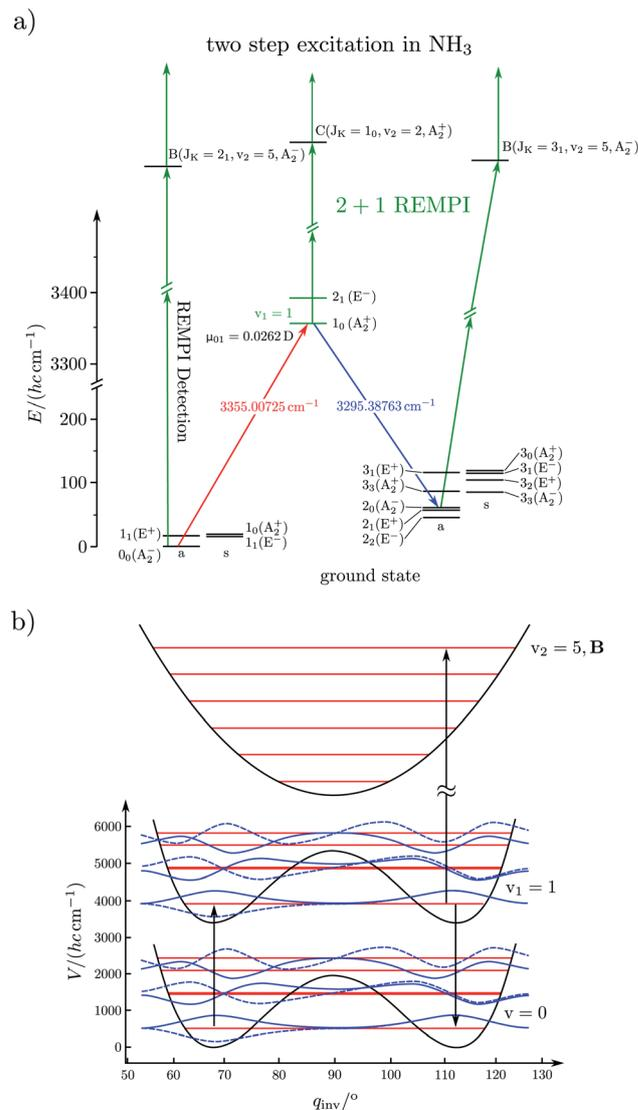 a)
two step excitation in NH₃
C(J_K = 1₀, v₂ = 2, A₂⁺)
B(J_K = 2₁, v₂ = 5, A₂⁻)
B(J_K = 3₁, v₂ = 5, A₂⁻)
2 + 1 REMPI
REMPI Detection
E/(hc cm⁻¹)
3400
3300
200
100
0
2₁(E⁻)
v₁ = 1
1₀(A₂⁺)
μ₀₁ = 0.0262 D
3355.00725 cm⁻¹
3295.38763 cm⁻¹
1₁(E⁺)
0₀(A₂⁻)
a
s
1₀(A₂⁺)
1₁(E⁻)
3₁(E⁺)
3₃(A₂⁺)
2₀(A₂⁻)
2₁(E⁺)
2₂(E⁻)
a
s
3₀(A₂⁺)
3₁(E⁻)
3₂(E⁺)
3₃(A₂⁻)
ground state
b)
v₂ = 5, B
V/(hc cm⁻¹)
6000
5000
4000
3000
2000
1000
0
v₁ = 1
v = 0
50 60 70 80 90 100 110 120 130
q_inv/°